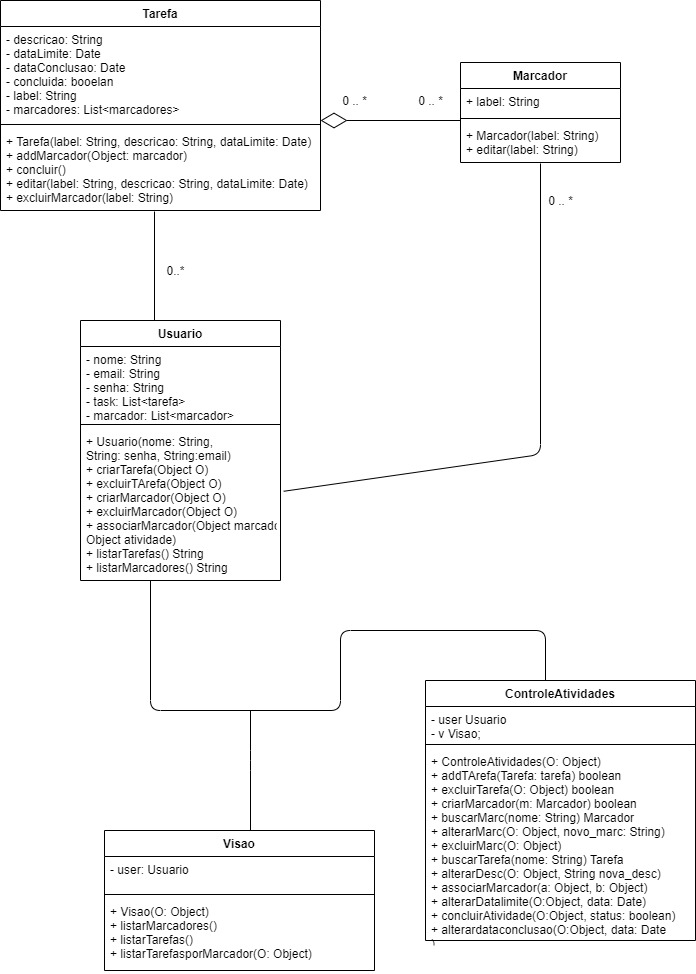 Tarefa
- descricao: String
- dataLimite: Date
- dataConclusao: Date
- concluida: booelan
- label: String
- marcadores: List<marcadores>
+ Tarefa(label: String, descricao: String, dataLimite: Date)
+ addMarcador(Object: marcador)
+ concluir()
+ editar(label: String, descricao: String, dataLimite: Date)
+ excluirMarcador(label: String)
0 .. *
0 .. *
Marcador
+ label: String
+ Marcador(label: String)
+ editar(label: String)
0 .. *
0..*
Usuario
- nome: String
- email: String
- senha: String
- task: List<tarefa>
- marcador: List<marcador>
+ Usuario(nome: String,
String: senha, String:email)
+ criarTarefa(Object O)
+ excluirTArefa(Object O)
+ criarMarcador(Object O)
+ excluirMarcador(Object O)
+ associarMarcador(Object marcado
Object atividade)
+ listarTarefas() String
+ listarMarcadores() String
ControleAtividades
- user Usuario
- v Visao;
+ ControleAtividades(O: Object)
+ addTArefa(Tarefa: tarefa) boolean
+ excluirTarefa(O: Object) boolean
+ criarMarcador(m: Marcador) boolean
+ buscarMarc(nome: String) Marcador
+ alterarMarc(O: Object, novo_marc: String)
+ excluirMarc(O: Object)
+ buscarTarefa(nome: String) Tarefa
+ alterarDesc(O: Object, String nova_desc)
+ associarMarcador(a: Object, b: Object)
+ alterarDatalimite(O:Object, data: Date)
+ concluirAtividade(O:Object, status: boolean)
+ alterardataconclusao(O:Object, data: Date
Visao
- user: Usuario
+ Visao(O: Object)
+ listarMarcadores()
+ listarTarefas()
+ listarTarefasporMarcador(O: Object)